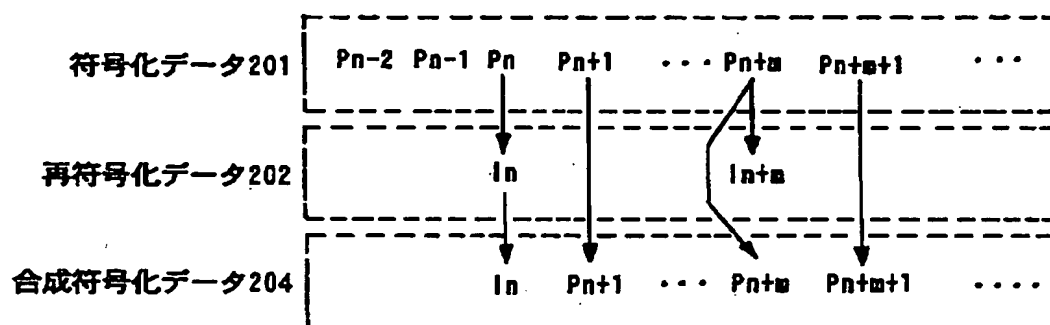 符号化データ201 Pn-2 Pn-1 Pn Pn+1 ・・・ Pn+m Pn+m+1 ・・・
再符号化データ202 In In+m
合成符号化データ204 In Pn+1 ・・・ Pn+m Pn+m+1 ・・・・